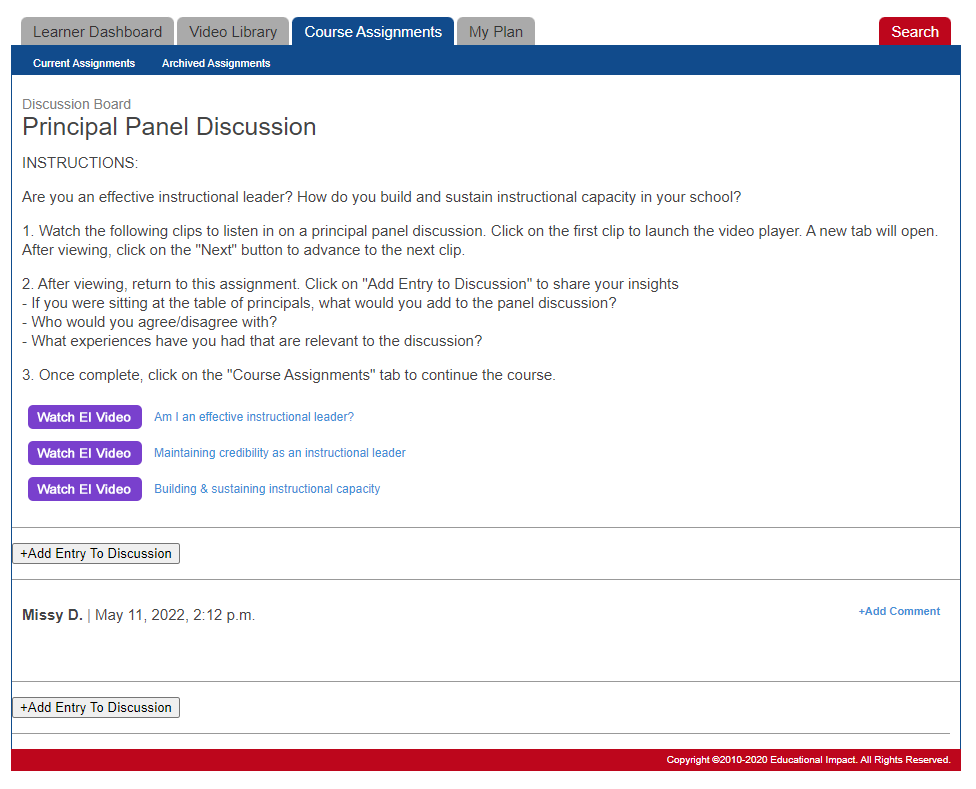 Learner Dashboard
Video Library
Course Assignments
My Plan
Search
Current Assignments
Archived Assignments
Discussion Board
Principal Panel Discussion
INSTRUCTIONS:
Are you an effective instructional leader? How do you build and sustain instructional capacity in your school?
1. Watch the following clips to listen in on a principal panel discussion. Click on the first clip to launch the video player. A new tab will open.
After viewing, click on the "Next" button to advance to the next clip.
2. After viewing, return to this assignment. Click on "Add Entry to Discussion" to share your insights
- If you were sitting at the table of principals, what would you add to the panel discussion?
- Who would you agree/disagree with?
- What experiences have you had that are relevant to the discussion?
3. Once complete, click on the "Course Assignments" tab to continue the course.
Watch EI Video Am I an effective instructional leader?
Watch EI Video Maintaining credibility as an instructional leader
Watch EI Video Building & sustaining instructional capacity
+Add Entry To Discussion
Missy D. | May 11, 2022, 2:12 p.m.
+Add Comment
+Add Entry To Discussion
Copyright ©2010-2020 Educational Impact. All Rights Reserved.